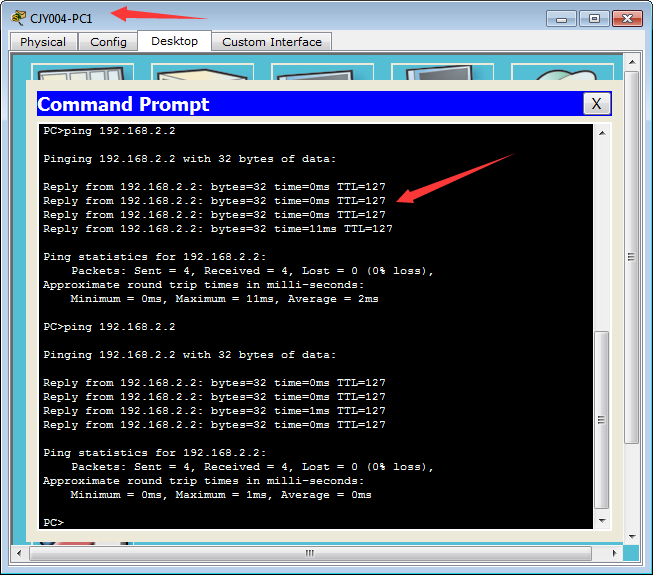 CJY004-PC1
Physical Config Desktop Custom Interface
Command Prompt X
PC>ping 192.168.2.2
Pinging 192.168.2.2 with 32 bytes of data:
Reply from 192.168.2.2: bytes=32 time=0ms TTL=127
Reply from 192.168.2.2: bytes=32 time=0ms TTL=127
Reply from 192.168.2.2: bytes=32 time=0ms TTL=127
Reply from 192.168.2.2: bytes=32 time=11ms TTL=127
Ping statistics for 192.168.2.2:
Packets: Sent = 4, Received = 4, Lost = 0 (0% loss),
Approximate round trip times in milli-seconds:
Minimum = 0ms, Maximum = 11ms, Average = 2ms
PC>ping 192.168.2.2
Pinging 192.168.2.2 with 32 bytes of data:
Reply from 192.168.2.2: bytes=32 time=0ms TTL=127
Reply from 192.168.2.2: bytes=32 time=0ms TTL=127
Reply from 192.168.2.2: bytes=32 time=1ms TTL=127
Reply from 192.168.2.2: bytes=32 time=0ms TTL=127
Ping statistics for 192.168.2.2:
Packets: Sent = 4, Received = 4, Lost = 0 (0% loss),
Approximate round trip times in milli-seconds:
Minimum = 0ms, Maximum = 1ms, Average = 0ms
PC>